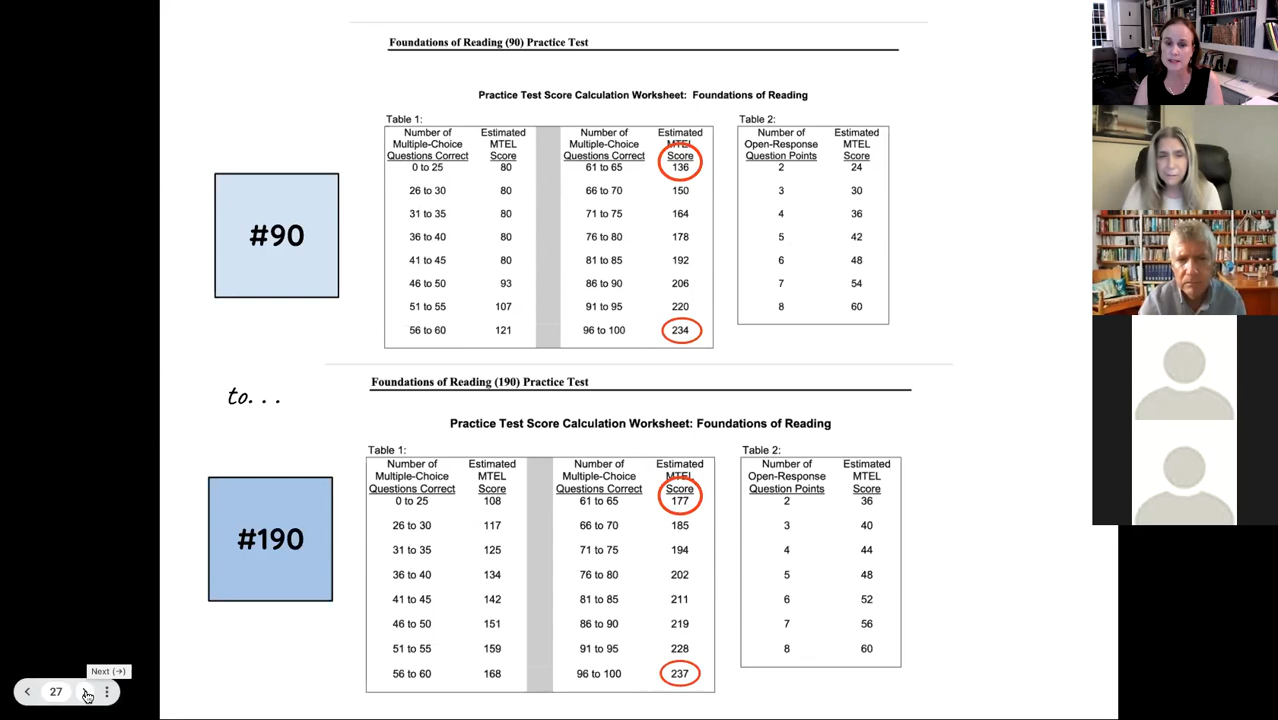 Foundations of Reading (90) Practice Test
Practice Test Score Calculation Worksheet: Foundations of Reading
Table 1:
Number of Multiple-Choice Questions Correct Estimated MTEL Score Number of Multiple-Choice Questions Correct Estimated MTEL Score
0 to 25 80 61 to 65 136
26 to 30 80 66 to 70 150
31 to 35 80 71 to 75 164
36 to 40 80 76 to 80 178
41 to 45 80 81 to 85 192
46 to 50 93 86 to 90 206
51 to 55 107 91 to 95 220
56 to 60 121 96 to 100 234
Table 2:
Number of Open-Response Question Points Estimated MTEL Score
2 24
3 30
4 36
5 42
6 48
7 54
8 60
#90
to. . .
Foundations of Reading (190) Practice Test
Practice Test Score Calculation Worksheet: Foundations of Reading
Table 1:
Number of Multiple-Choice Questions Correct Estimated MTEL Score Number of Multiple-Choice Questions Correct Estimated MTEL Score
0 to 25 108 61 to 65 177
26 to 30 117 66 to 70 185
31 to 35 125 71 to 75 194
36 to 40 134 76 to 80 202
41 to 45 142 81 to 85 211
46 to 50 151 86 to 90 219
51 to 55 159 91 to 95 228
56 to 60 168 96 to 100 237
Table 2:
Number of Open-Response Question Points Estimated MTEL Score
2 36
3 40
4 44
5 48
6 52
7 56
8 60
#190
Next (→)
27